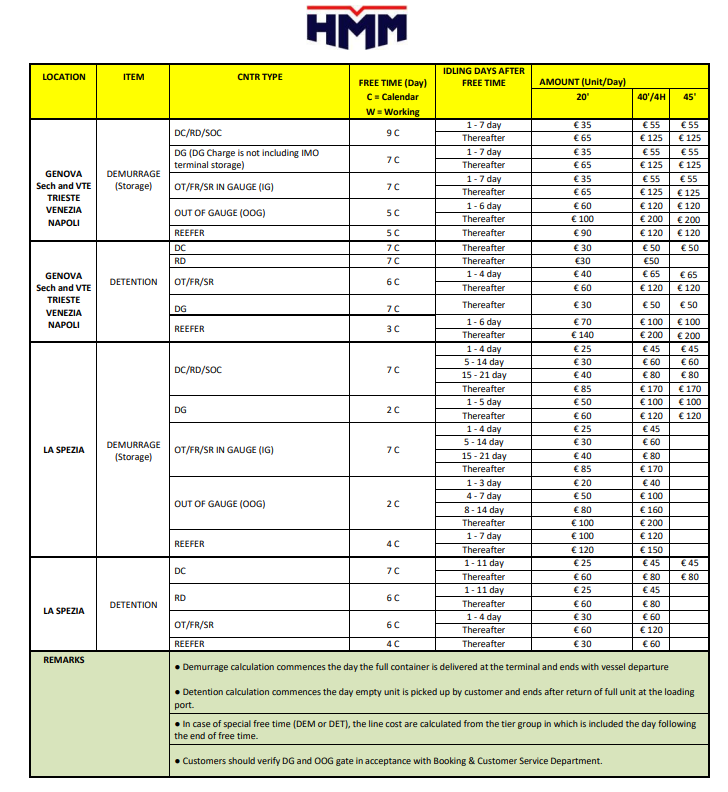 HMM
LOCATION ITEM CNTR TYPE FREE TIME (Day) C = Calendar W = Working IDLING DAYS AFTER FREE TIME AMOUNT (Unit/Day)
20' 40'/4H 45'
GENOVA
Sech and VTE
TRIESTE
VENEZIA
NAPOLI
DEMURRAGE
(Storage)
DC/RD/SOC 9 C 1 - 7 day € 35 € 55 € 55
Thereafter € 65 € 125 € 125
DG (DG Charge is not including IMO
terminal storage) 7 C 1 - 7 day € 35 € 55 € 55
Thereafter € 65 € 125 € 125
OT/FR/SR IN GAUGE (IG) 7 C 1 - 7 day € 35 € 55 € 55
Thereafter € 65 € 125 € 125
OUT OF GAUGE (OOG) 5 C 1 - 6 day € 60 € 120 € 120
Thereafter € 100 € 200 € 200
REEFER 5 C Thereafter € 90 € 120 € 120
GENOVA
Sech and VTE
TRIESTE
VENEZIA
NAPOLI
DETENTION
DC 7 C Thereafter € 30 € 50 € 50
RD 7 C Thereafter €30 €50
OT/FR/SR 6 C 1 - 4 day € 40 € 65 € 65
Thereafter € 60 € 120 € 120
DG 7 C Thereafter € 30 € 50 € 50
REEFER 3 C 1 - 6 day € 70 € 100 € 100
Thereafter € 140 € 200 € 200
LA SPEZIA
DEMURRAGE
(Storage)
DC/RD/SOC 7 C 1 - 4 day € 25 € 45 € 45
5 - 14 day € 30 € 60 € 60
15 - 21 day € 40 € 80 € 80
Thereafter € 85 € 170 € 170
DG 2 C 1 - 5 day € 50 € 100 € 100
Thereafter € 60 € 120 € 120
OT/FR/SR IN GAUGE (IG) 7 C 1 - 4 day € 25 € 45
5 - 14 day € 30 € 60
15 - 21 day € 40 € 80
Thereafter € 85 € 170
OUT OF GAUGE (OOG) 2 C 1 - 3 day € 20 € 40
4 - 7 day € 50 € 100
8 - 14 day € 80 € 160
Thereafter € 100 € 200
REEFER 4 C 1 - 7 day € 100 € 120
Thereafter € 120 € 150
LA SPEZIA
DETENTION
DC 7 C 1 - 11 day € 25 € 45 € 45
Thereafter € 60 € 80 € 80
RD 6 C 1 - 11 day € 25 € 45
Thereafter € 60 € 80
OT/FR/SR 6 C 1 - 4 day € 30 € 60
Thereafter € 60 € 120
REEFER 4 C Thereafter € 30 € 60
REMARKS
● Demurrage calculation commences the day the full container is delivered at the terminal and ends with vessel departure
● Detention calculation commences the day empty unit is picked up by customer and ends after return of full unit at the loading
port.
● In case of special free time (DEM or DET), the line cost are calculated from the tier group in which is included the day following
the end of free time.
● Customers should verify DG and OOG gate in acceptance with Booking & Customer Service Department.